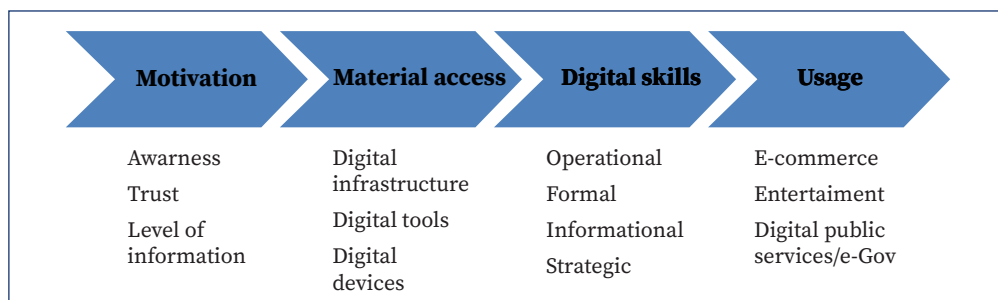 Motivation
Material access
Digital skills
Usage
Awarness
Trust
Level of
information
Digital
infrastructure
Digital tools
Digital
devices
Operational
Formal
Informational
Strategic
E-commerce
Entertaiment
Digital public
services/e-Gov